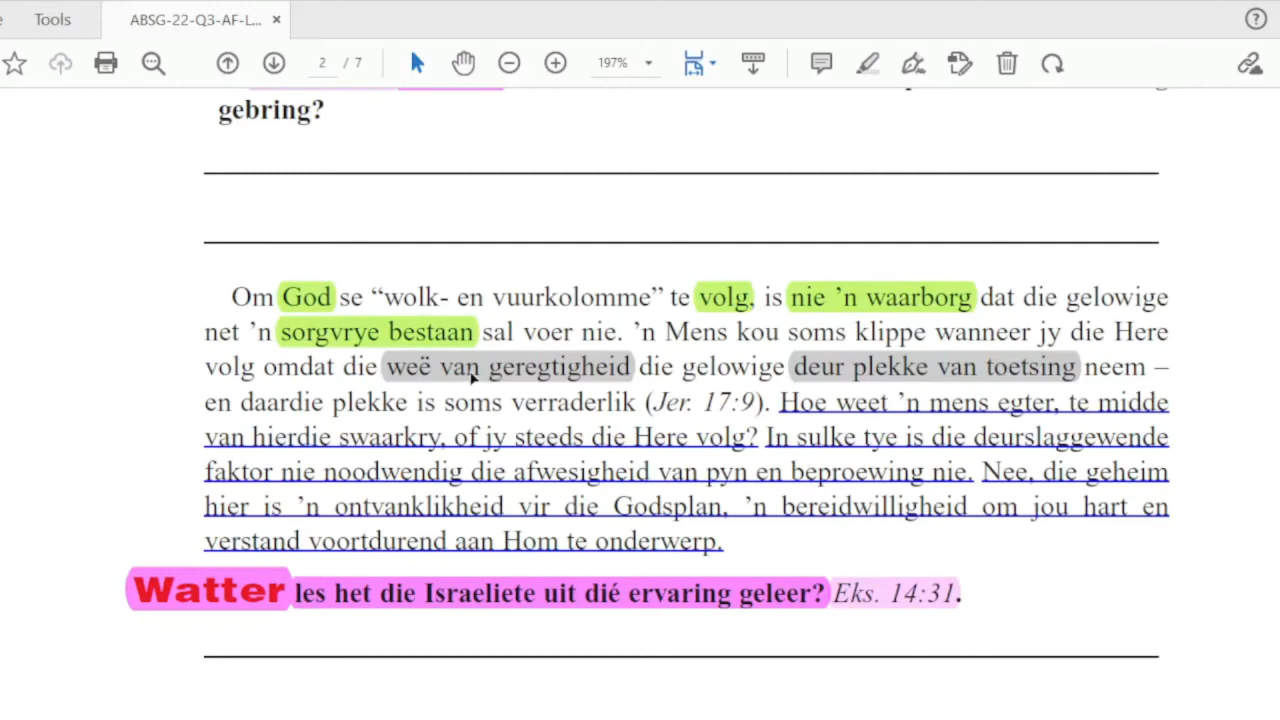 Tools
ABSG-22-Q3-AF-L... ×
2 / 7
197%
gebring?
Om God se “wolk- en vuurkolomme” te volg, is nie ’n waarborg dat die gelowige
net ’n sorgvrye bestaan sal voer nie. ’n Mens kou soms klippe wanneer jy die Here
volg omdat die weë van geregtigheid die gelowige deur plekke van toetsing neem –
en daardie plekke is soms verraderlik (Jer. 17:9). Hoe weet ’n mens egter, te midde
van hierdie swaarkry, of jy steeds die Here volg? In sulke tye is die deurslaggewende
faktor nie noodwendig die afwesigheid van pyn en beproewing nie. Nee, die geheim
hier is ’n ontvanklikheid vir die Godsplan, ’n bereidwilligheid om jou hart en
verstand voortdurend aan Hom te onderwerp.
Watter les het die Israeliete uit dié ervaring geleer? Eks. 14:31.